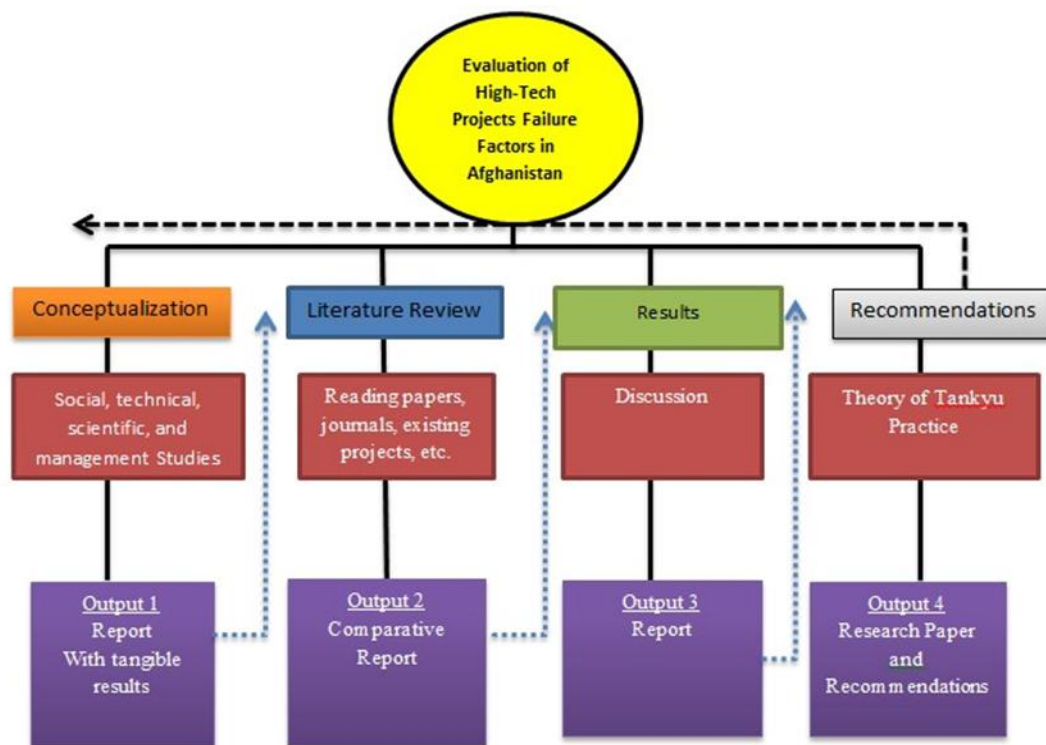 Evaluation of
High-Tech
Projects Failure
Factors in
Afghanistan
Conceptualization
Literature Review
Results
Recommendations
Social, technical,
scientific, and
management Studies
Reading papers,
journals, existing
projects, etc.
Discussion
Theory of Tankyu
Practice
Output 1
Report
With tangible
results
Output 2
Comparative
Report
Output 3
Report
Output 4
Research Paper
and
Recommendations